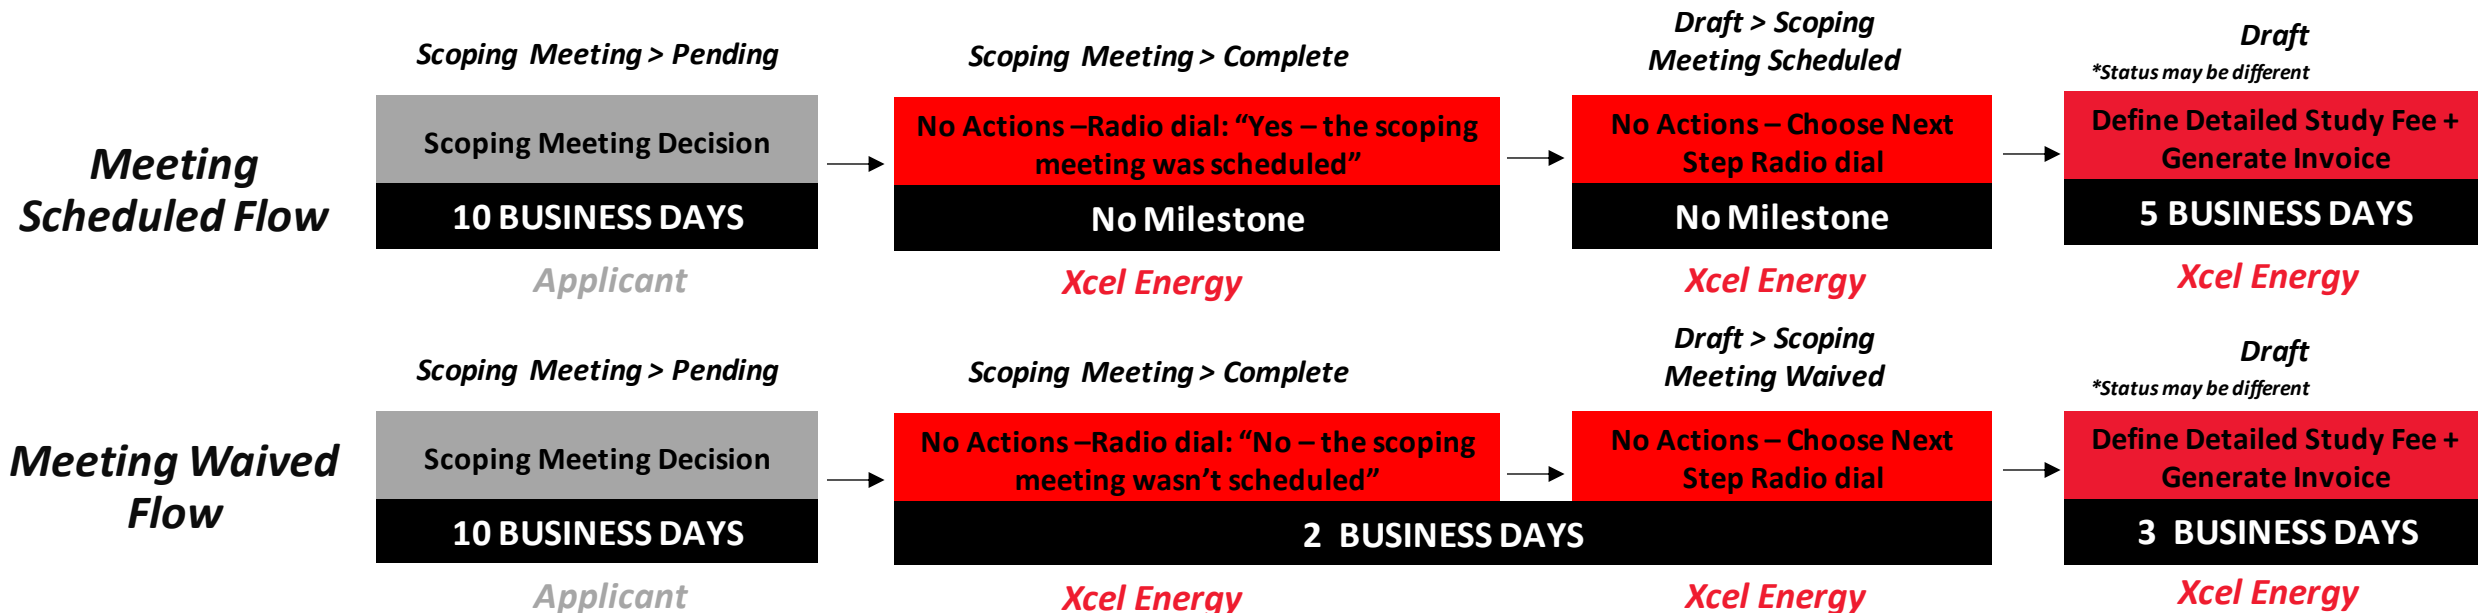 Scoping Meeting > Pending
Scoping Meeting > Complete
Draft > Scoping
Meeting Scheduled
Draft
*Status may be different
Meeting
Scheduled Flow
Scoping Meeting Decision
10 BUSINESS DAYS
Applicant
No Actions –Radio dial: “Yes – the scoping
meeting was scheduled”
No Milestone
Xcel Energy
No Actions – Choose Next
Step Radio dial
No Milestone
Xcel Energy
Define Detailed Study Fee +
Generate Invoice
5 BUSINESS DAYS
Xcel Energy
Scoping Meeting > Pending
Scoping Meeting > Complete
Draft > Scoping
Meeting Waived
Draft
*Status may be different
Meeting Waived
Flow
Scoping Meeting Decision
10 BUSINESS DAYS
Applicant
No Actions –Radio dial: “No – the scoping
meeting wasn’t scheduled”
No Actions – Choose Next
Step Radio dial
2 BUSINESS DAYS
Xcel Energy
Xcel Energy
Define Detailed Study Fee +
Generate Invoice
3 BUSINESS DAYS
Xcel Energy